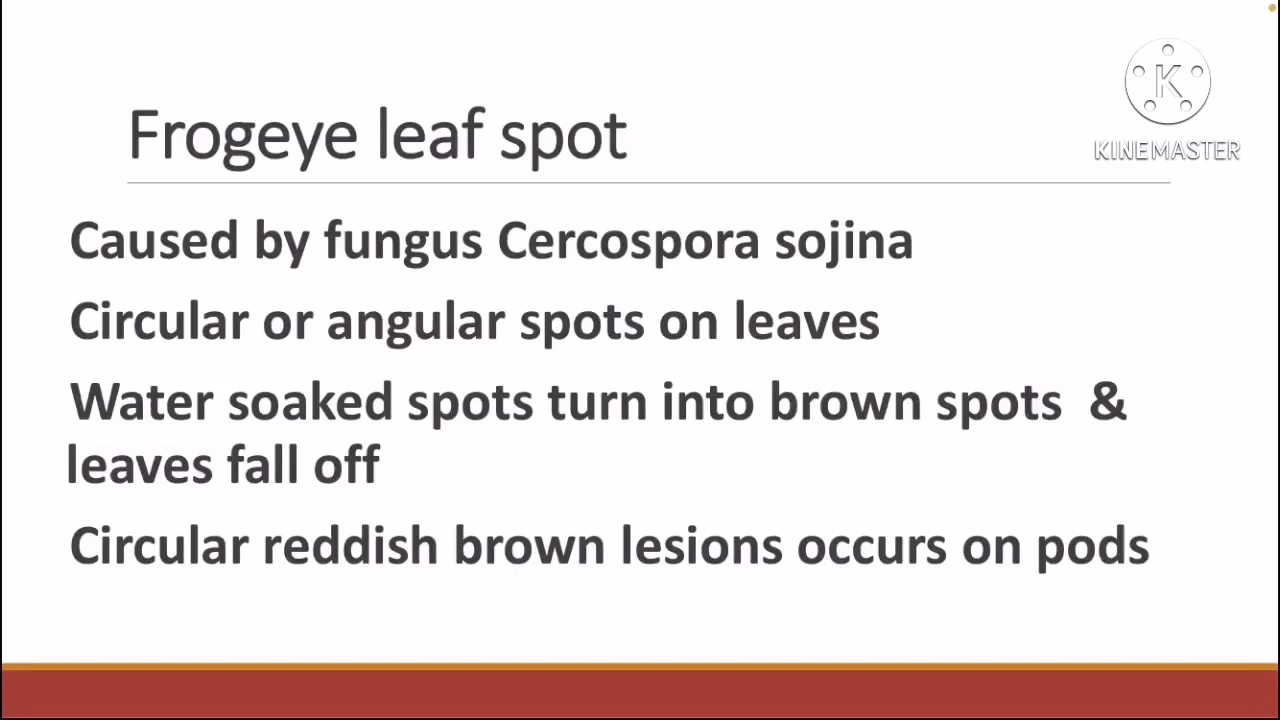 K
KINEMASTER
Frogeye leaf spot
Caused by fungus Cercospora sojina
Circular or angular spots on leaves
Water soaked spots turn into brown spots  &
leaves fall off
Circular reddish brown lesions occurs on pods